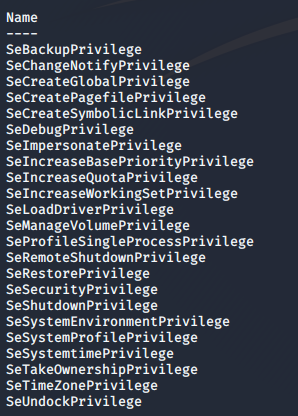 Name
----
SeBackupPrivilege
SeChangeNotifyPrivilege
SeCreateGlobalPrivilege
SeCreatePagefilePrivilege
SeCreateSymbolicLinkPrivilege
SeDebugPrivilege
SeImpersonatePrivilege
SeIncreaseBasePriorityPrivilege
SeIncreaseQuotaPrivilege
SeIncreaseWorkingSetPrivilege
SeLoadDriverPrivilege
SeManageVolumePrivilege
SeProfileSingleProcessPrivilege
SeRemoteShutdownPrivilege
SeRestorePrivilege
SeSecurityPrivilege
SeShutdownPrivilege
SeSystemEnvironmentPrivilege
SeSystemProfilePrivilege
SeSystemtimePrivilege
SeTakeOwnershipPrivilege
SeTimeZonePrivilege
SeUndockPrivilege